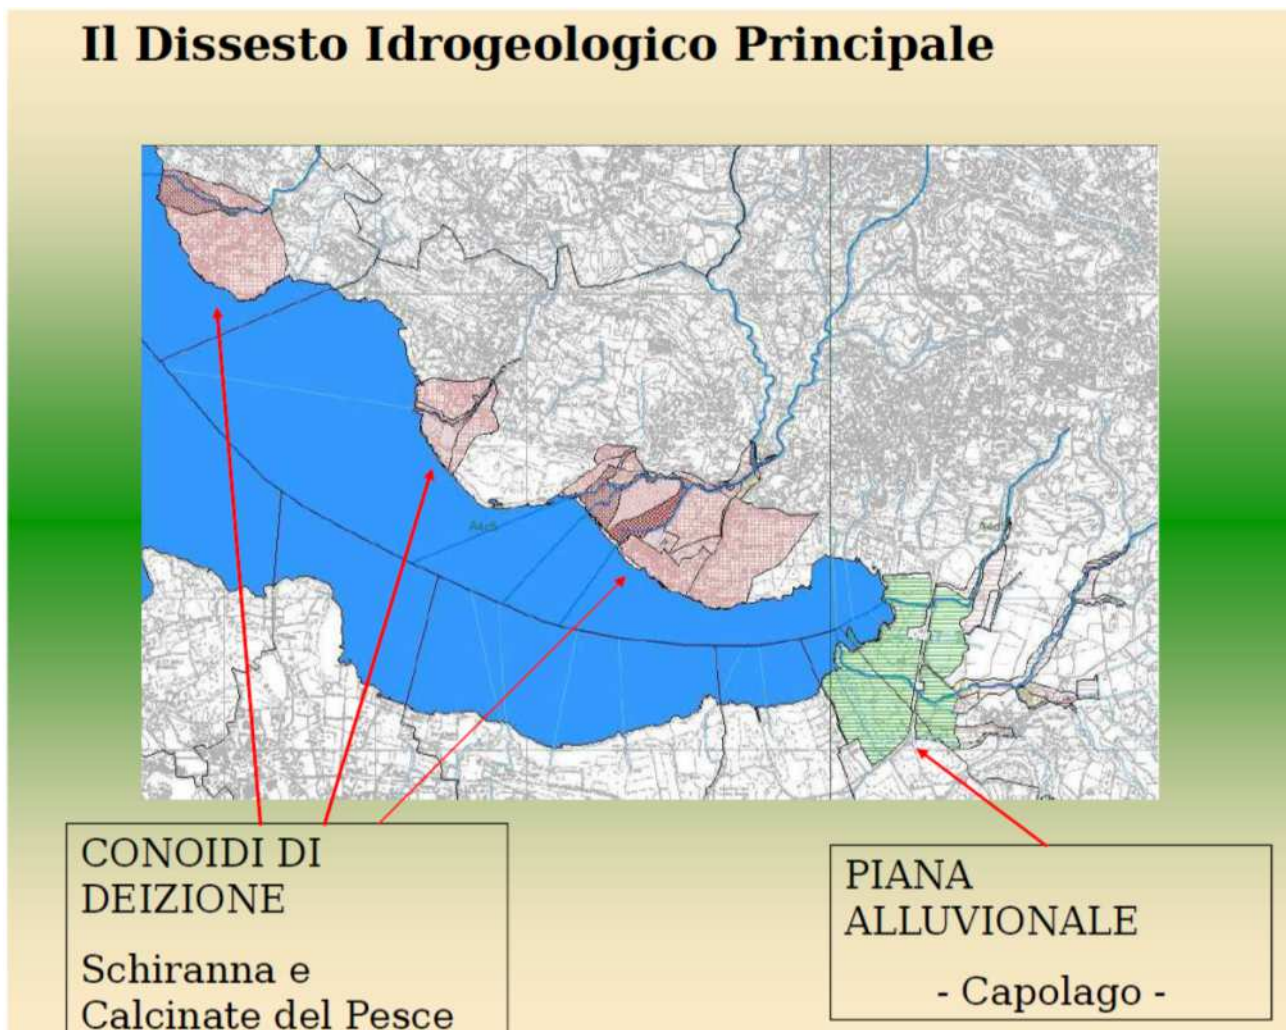 Il Dissesto Idrogeologico Principale
CONOIDI DI
DEIZIONE
Schiranna e
Calcinate del Pesce
PIANA
ALLUVIONALE
- Capolago -